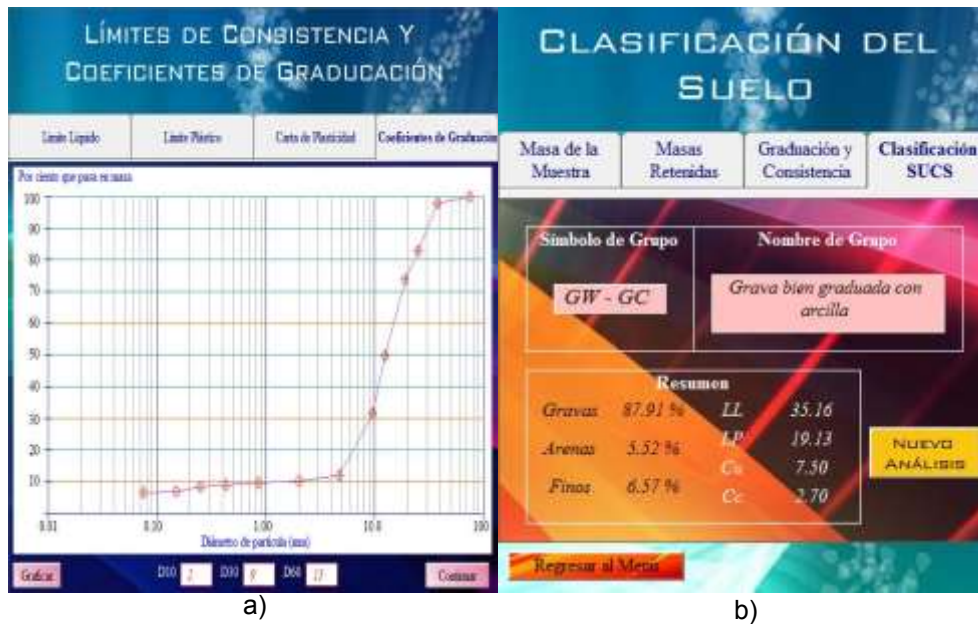 LÍMITES DE CONSISTENCIA Y
COEFICIENTES DE GRADUCACIÓN
Limite Liquido
Limite Plástico
Carta de Plasticidad
Coeficientes de Graduación
Por ciento que pasa en masa
100
90
80
70
60
50
40
30
20
10
0.01
0.10
1.00
10.0
100
Diámetro de partícula (mm)
Graficar
D10
2
D30
9
D60
15
Continuar
a)
CLASIFICACIÓN DEL
SUELO
Masa de la
Muestra
Masas
Retenidas
Graduación y
Consistencia
Clasificación
SUCS
Símbolo de Grupo
Nombre de Grupo
GW - GC
Grava bien graduada con
arcilla
Resumen
Gravas 87.91 % LL 35.16
Arenas 5.52 % LP 19.13
Finos 6.57 % Cu 7.50
Cc 2.70
NUEVO
ANÁLISIS
Regresar al Menú
b)